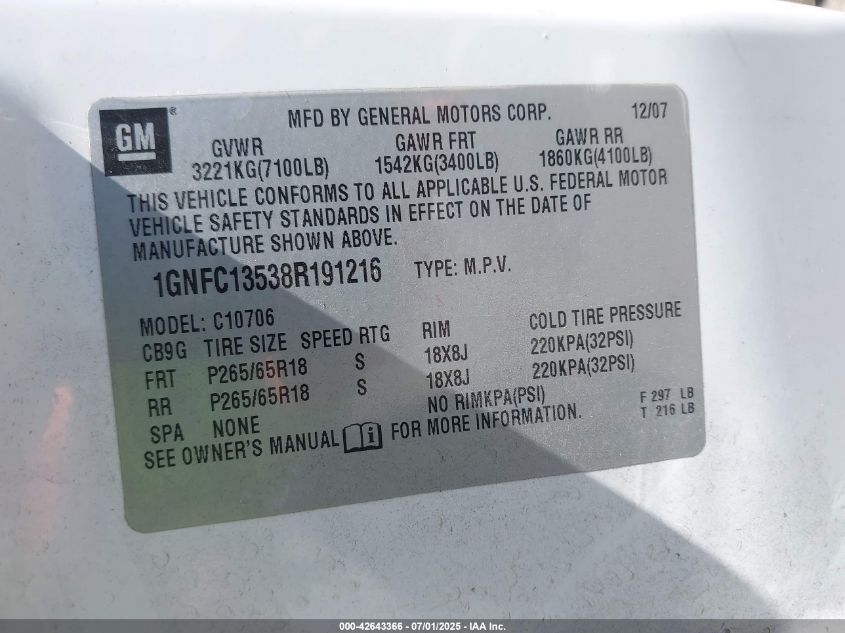 GM ®
MFD BY GENERAL MOTORS CORP. 12/07
GVWR GAWR FRT GAWR RR
3221KG(7100LB) 1542KG(3400LB) 1860KG(4100LB)
THIS VEHICLE CONFORMS TO ALL APPLICABLE U.S. FEDERAL MOTOR
VEHICLE SAFETY STANDARDS IN EFFECT ON THE DATE OF
MANUFACTURE SHOWN ABOVE.
1GNFC13538R191216 TYPE: M.P.V.
MODEL: C10706
CB9G TIRE SIZE SPEED RTG RIM COLD TIRE PRESSURE
FRT P265/65R18 S 18X8J 220KPA(32PSI)
RR P265/65R18 S 18X8J 220KPA(32PSI)
SPA NONE NO RIMKPA(PSI)
SEE OWNER'S MANUAL i FOR MORE INFORMATION.
F 297 LB
T 216 LB
000-42643366 - 07/01/2025 - IAA Inc.